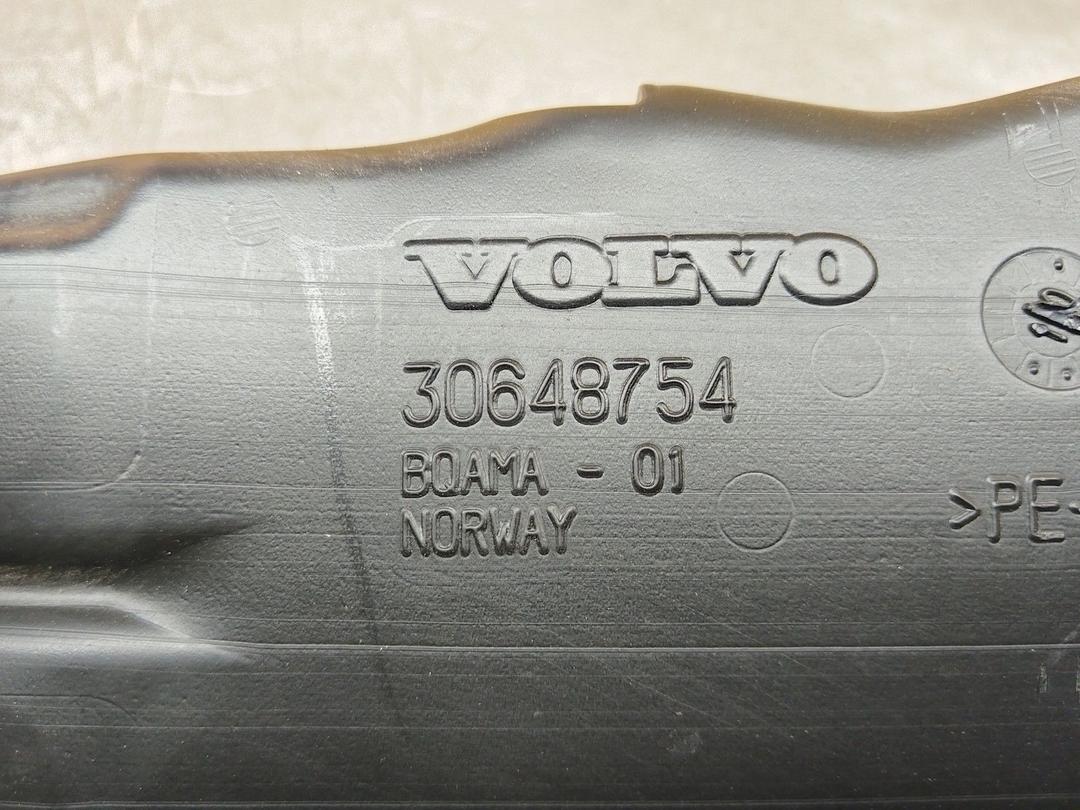 VOLVO
30648754
BQAMA - 01
NORWAY
>PE<